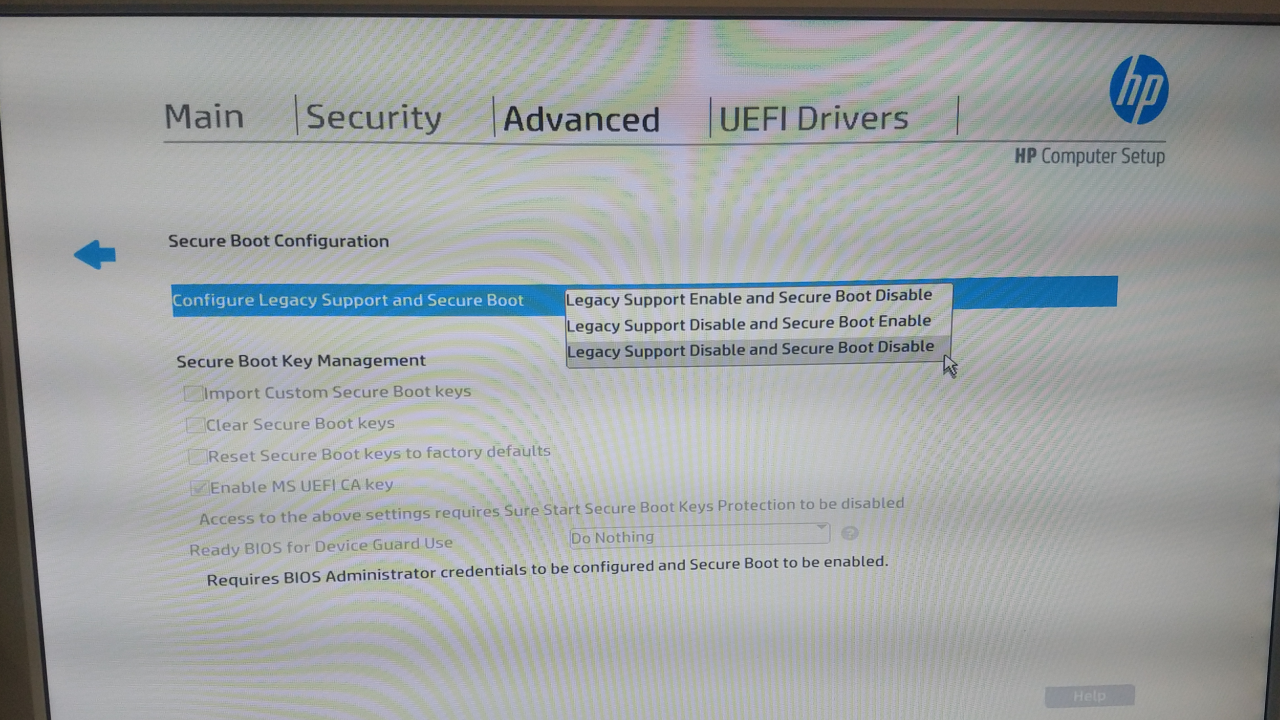 Main Security Advanced UEFI Drivers
hp
HP Computer Setup
Secure Boot Configuration
Configure Legacy Support and Secure Boot
Legacy Support Enable and Secure Boot Disable
Legacy Support Disable and Secure Boot Enable
Legacy Support Disable and Secure Boot Disable
Secure Boot Key Management
Import Custom Secure Boot keys
Clear Secure Boot keys
Reset Secure Boot keys to factory defaults
Enable MS UEFI CA key
Access to the above settings requires Sure Start Secure Boot Keys Protection to be disabled
Ready BIOS for Device Guard Use Do Nothing ?
Requires BIOS Administrator credentials to be configured and Secure Boot to be enabled.
Help